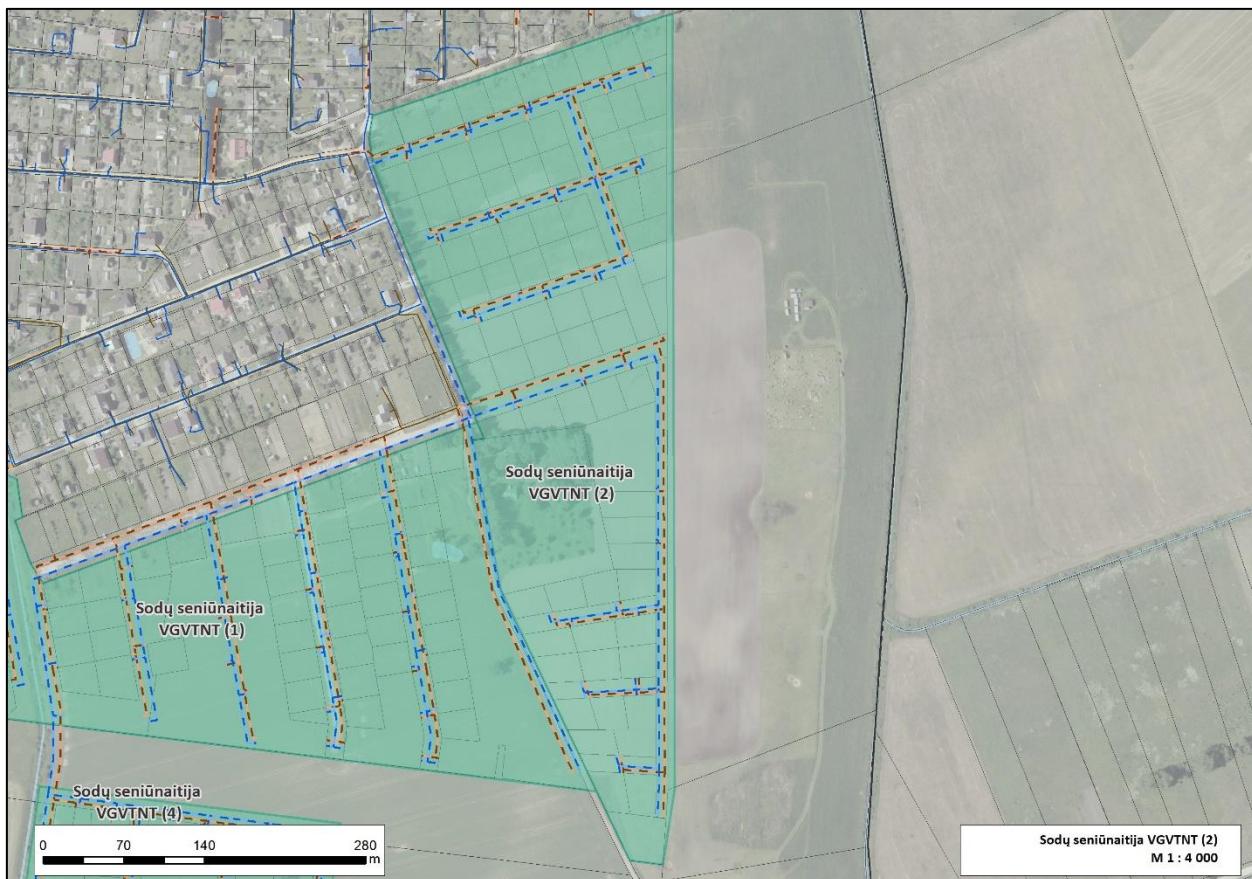 Sodų seniūnaitija
VGVTNT (2)
Sodų seniūnaitija
VGVTNT (1)
Sodų seniūnaitija
VGVTNT (4)
0 70 140 280
m
Sodų seniūnaitija VGVTNT (2)
M 1 : 4 000